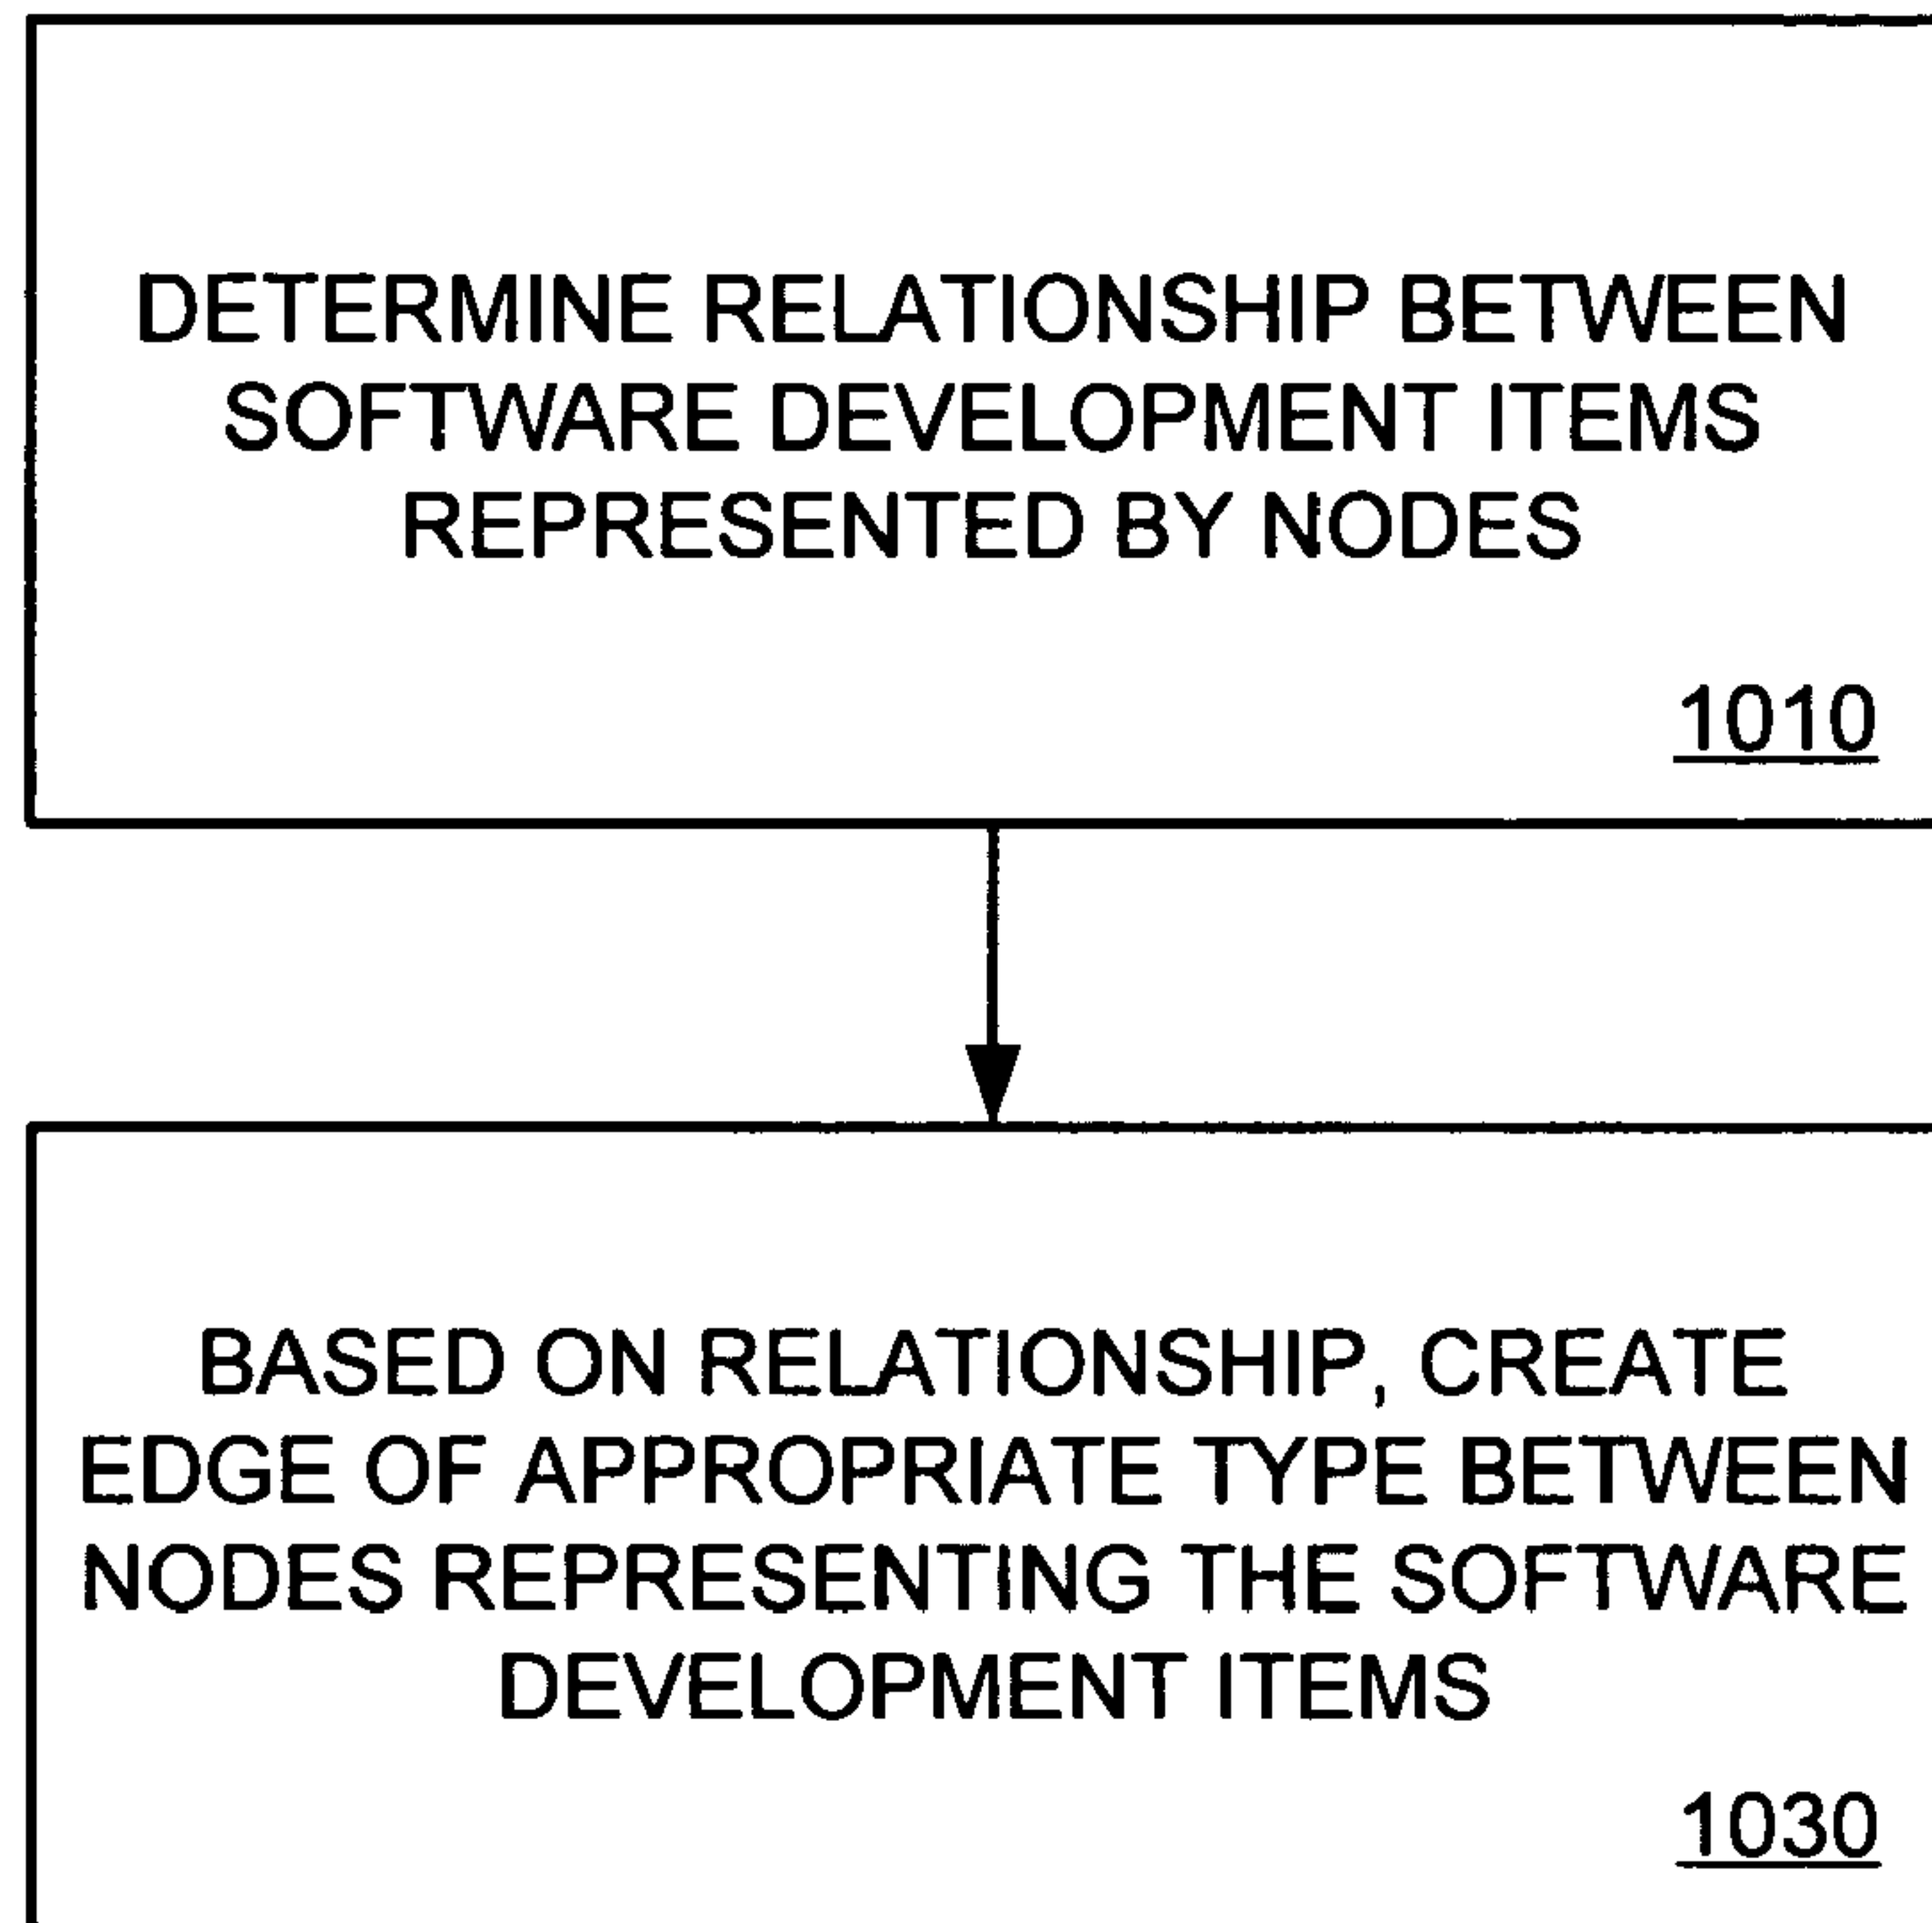 DETERMINE RELATIONSHIP BETWEEN
SOFTWARE DEVELOPMENT ITEMS
REPRESENTED BY NODES
1010
BASED ON RELATIONSHIP, CREATE
EDGE OF APPROPRIATE TYPE BETWEEN
NODES REPRESENTING THE SOFTWARE
DEVELOPMENT ITEMS
1030